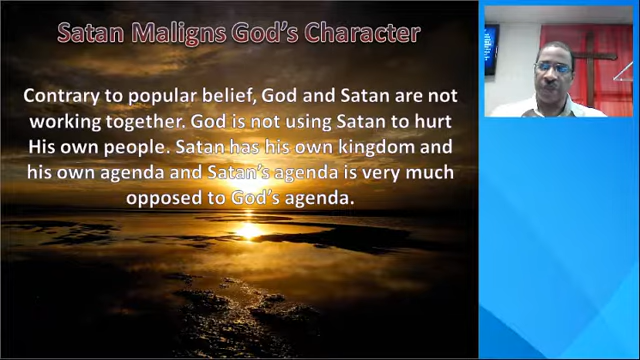 Satan Maligns God's Character
Contrary to popular belief, God and Satan are not
working together. God is not using Satan to hurt
His own people. Satan has his own kingdom and
his own agenda and Satan's agenda is very much
opposed to God's agenda.